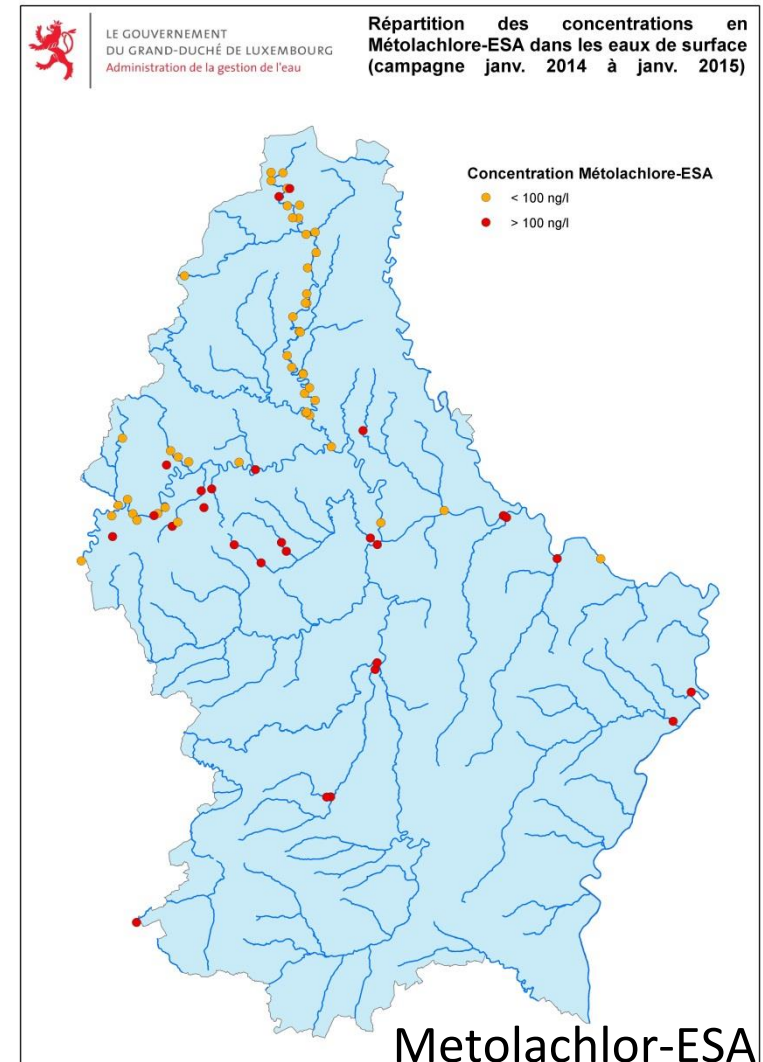 LE GOUVERNEMENT
DU GRAND-DUCHÉ DE LUXEMBOURG
Administration de la gestion de l'eau
Répartition des concentrations en
Métolachlore-ESA dans les eaux de surface
(campagne janv. 2014 à janv. 2015)
Concentration Métolachlore-ESA
< 100 ng/l
> 100 ng/l
Metolachlor-ESA